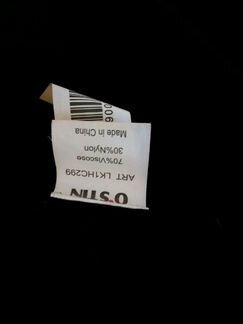 O'STIN
ART LK1HC299
70%Viscose
30%Nylon
Made in China